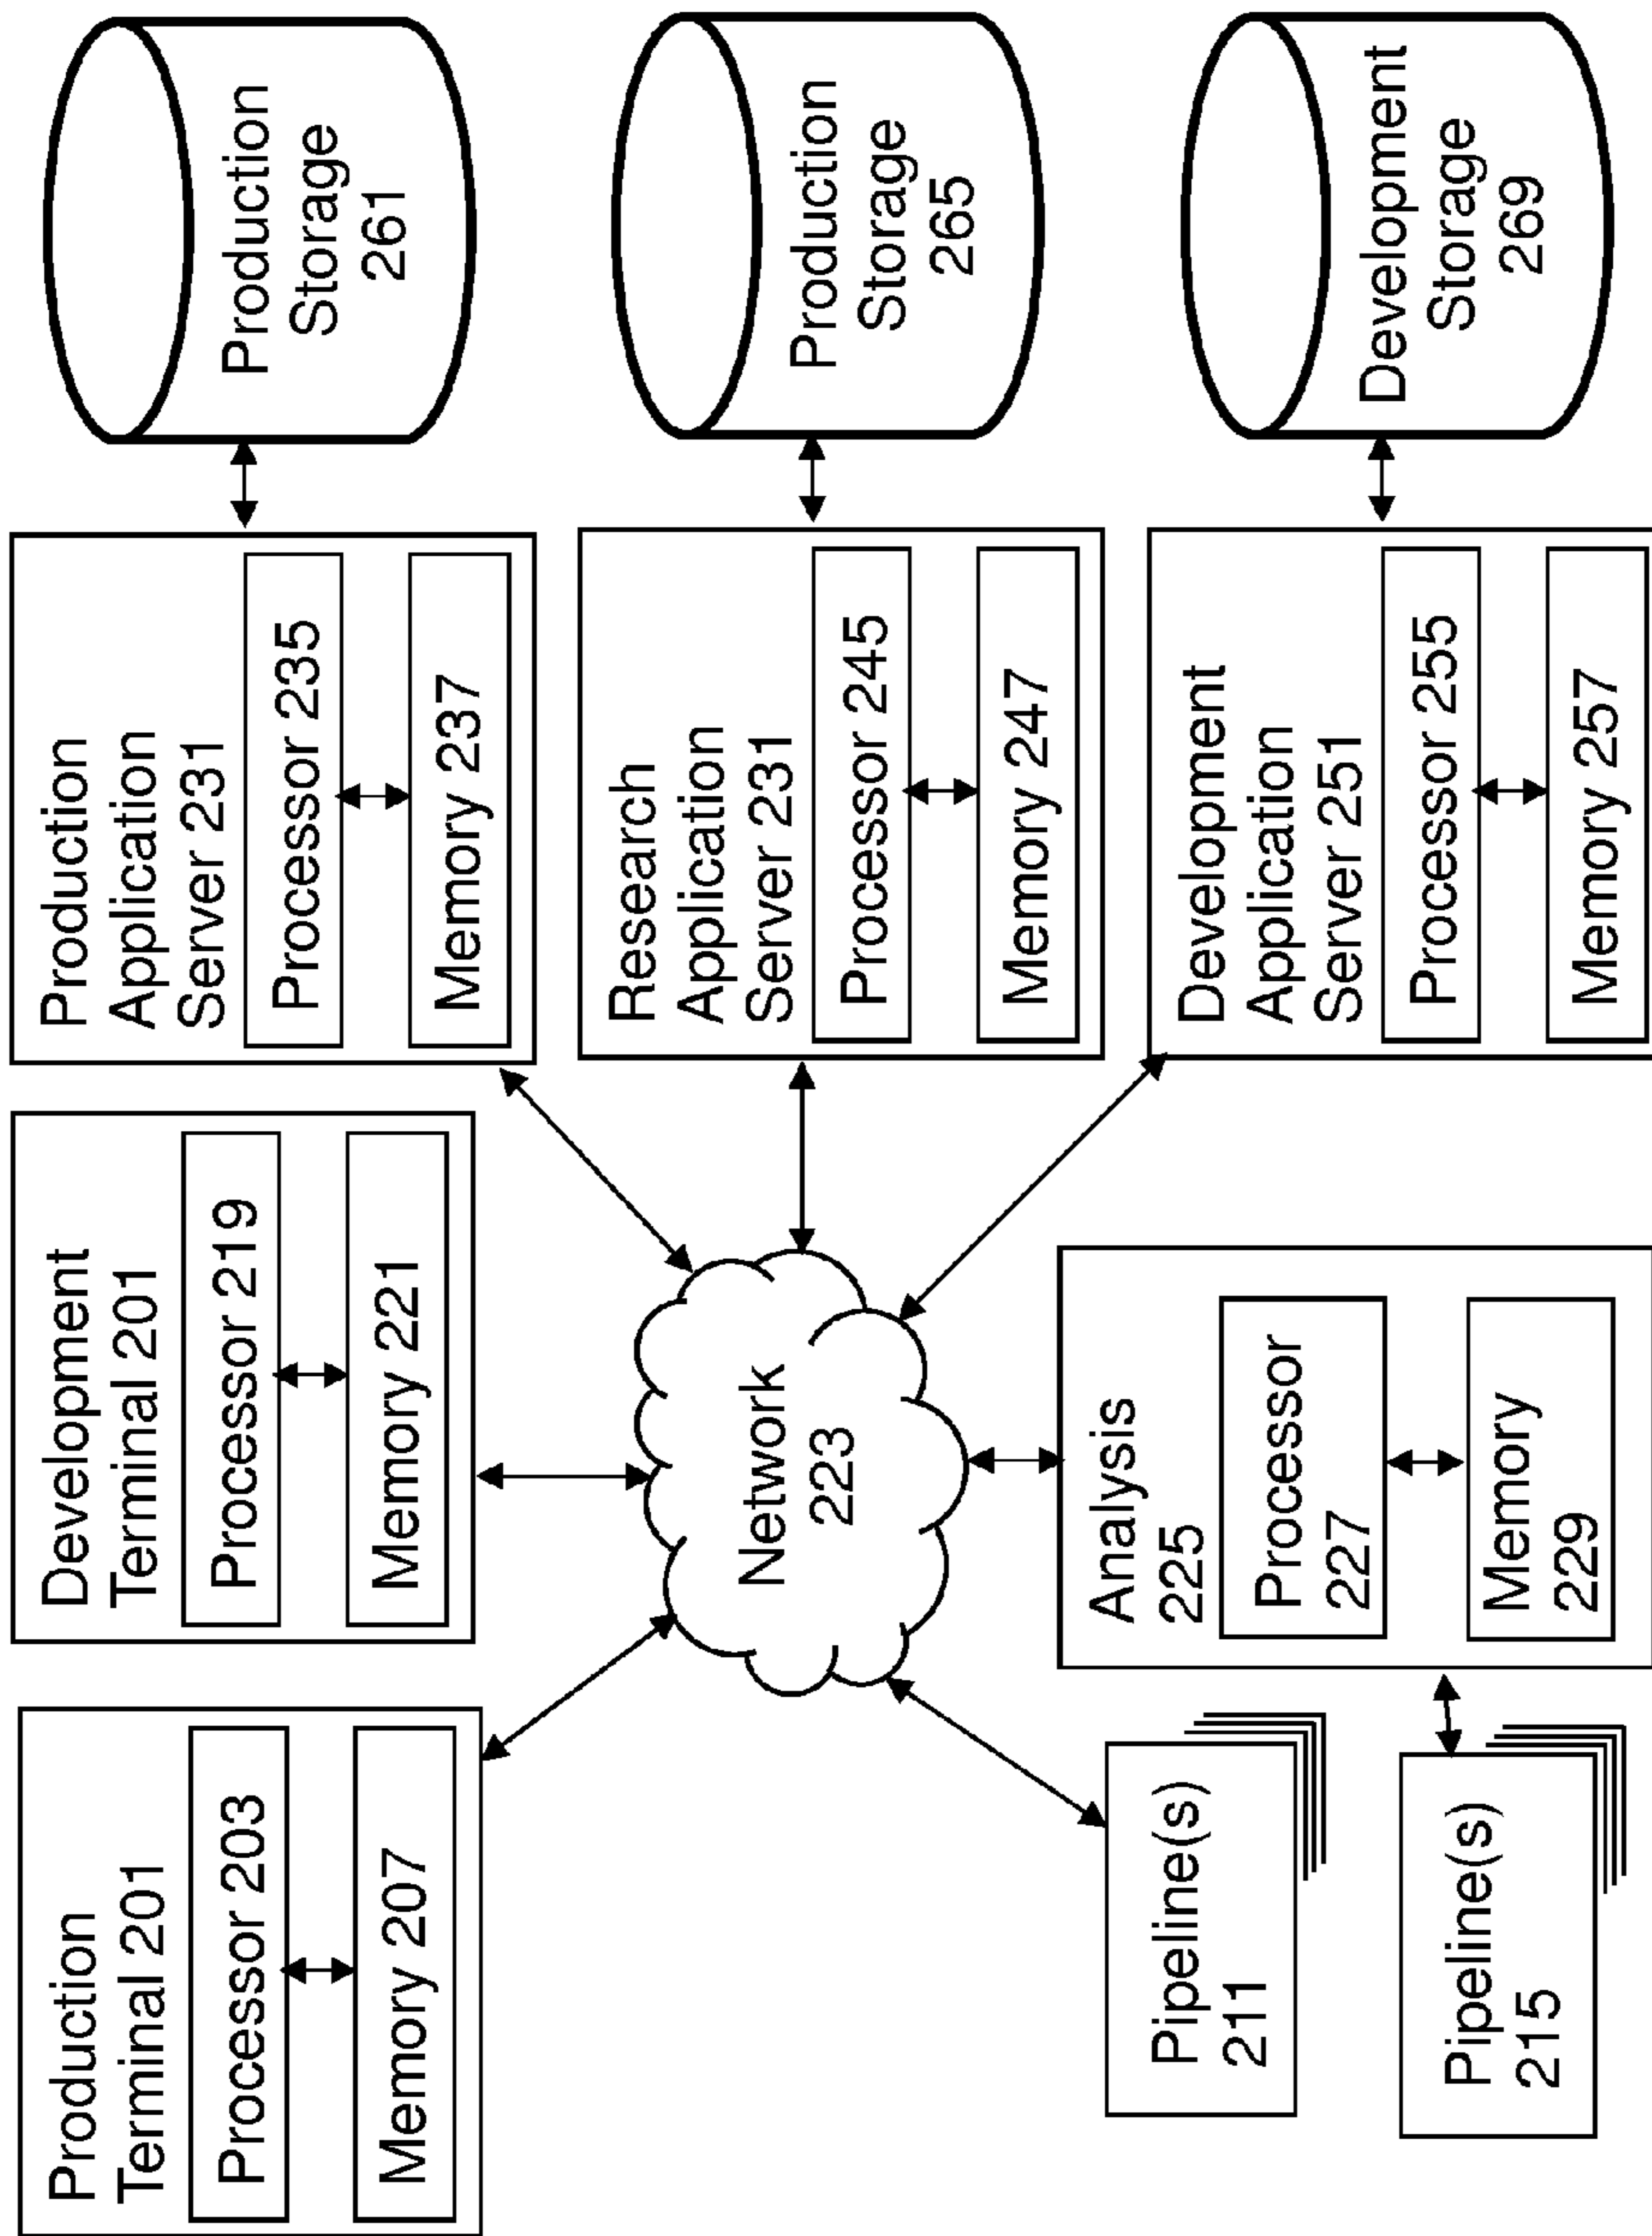 Production
Terminal 201
Processor 203
Memory 207
Development
Terminal 201
Processor 219
Memory 221
Production
Application
Server 231
Processor 235
Memory 237
Production
Storage
261
Network
223
Research
Application
Server 231
Processor 245
Memory 247
Production
Storage
265
Pipeline(s)
211
Pipeline(s)
215
Analysis
225
Processor
227
Memory
229
Development
Application
Server 251
Processor 255
Memory 257
Development
Storage
269